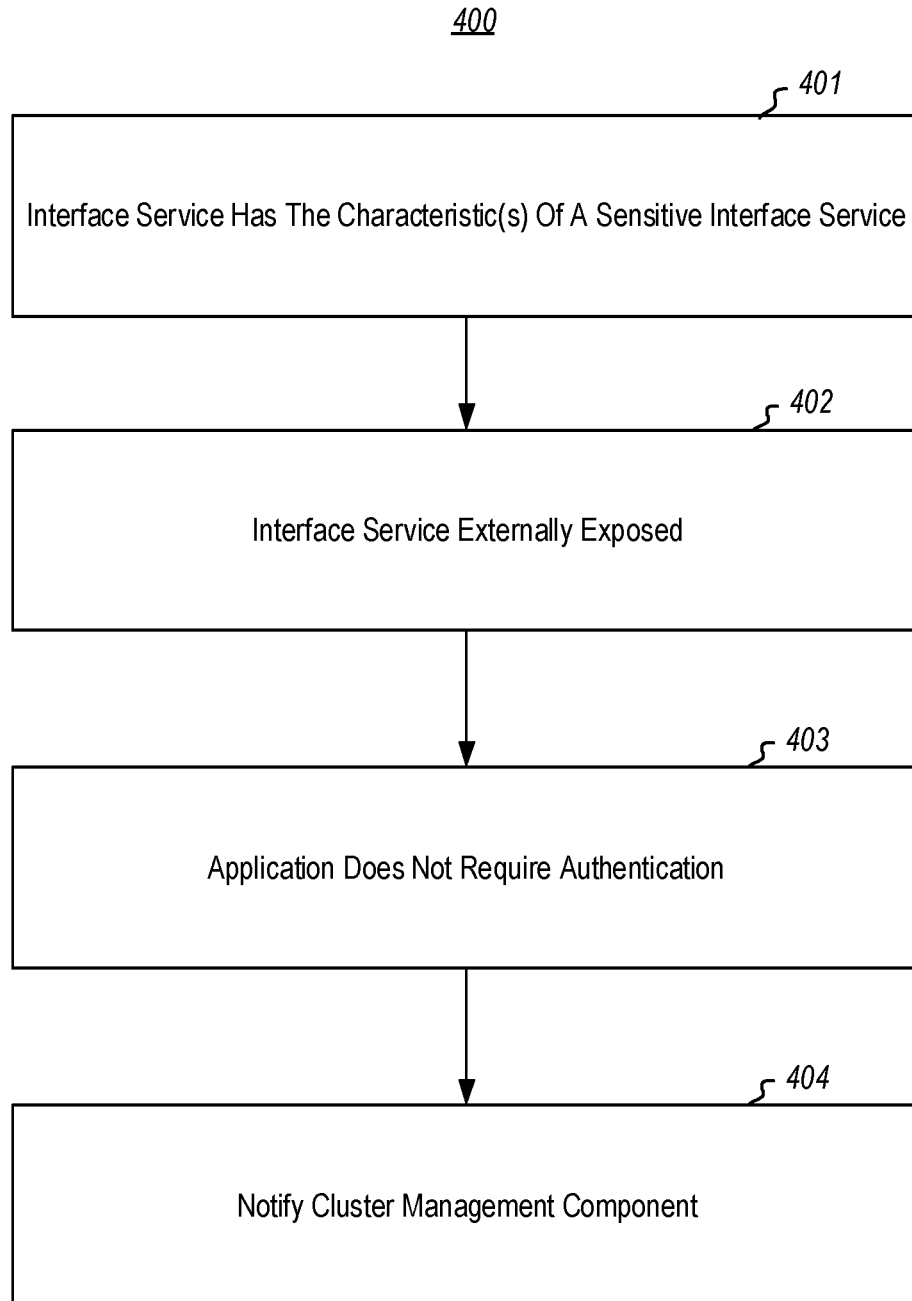 400
401
Interface Service Has The Characteristic(s) Of A Sensitive Interface Service
402
Interface Service Externally Exposed
403
Application Does Not Require Authentication
404
Notify Cluster Management Component